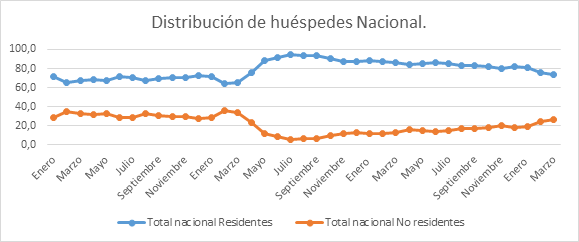 Distribución de huéspedes Nacional.
100,0
80,0
60,0
40,0
20,0
0,0
Enero Marzo Mayo Julio Septiembre Noviembre Enero Marzo Mayo Julio Septiembre Noviembre Enero Marzo Mayo Julio Septiembre Noviembre Enero Marzo
Total nacional Residentes Total nacional No residentes